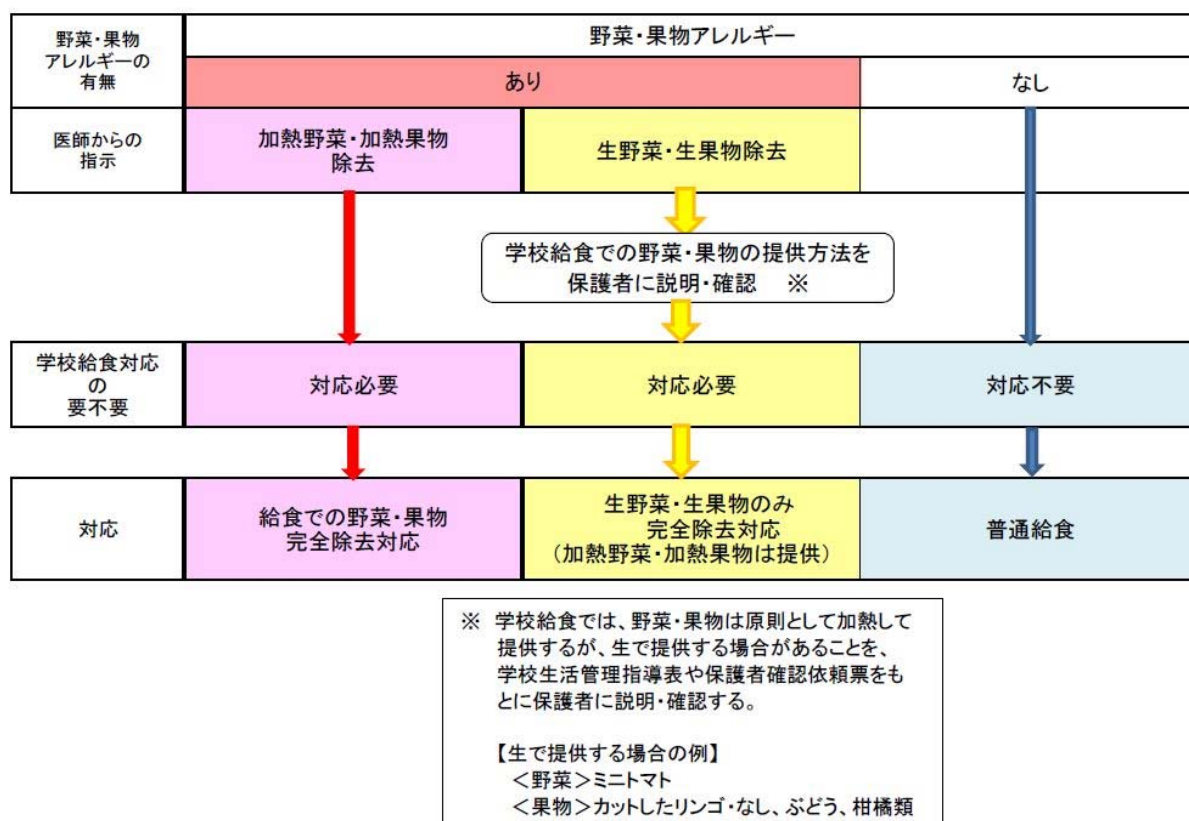 野菜・果物
アレルギーの
有無
野菜・果物アレルギー
あり
なし
医師からの
指示
加熱野菜・加熱果物
除去
生野菜・生果物除去
学校給食での野菜・果物の提供方法を
保護者に説明・確認　※
学校給食対応
の
要不要
対応必要
対応必要
対応不要
対応
給食での野菜・果物
完全除去対応
生野菜・生果物のみ
完全除去対応
（加熱野菜・加熱果物は提供）
普通給食
※ 学校給食では、野菜・果物は原則として加熱して
提供するが、生で提供する場合があることを、
学校生活管理指導表や保護者確認依頼票をも
とに保護者に説明・確認する。
【生で提供する場合の例】
＜野菜＞ミニトマト
＜果物＞カットしたリンゴ・なし、ぶどう、柑橘類